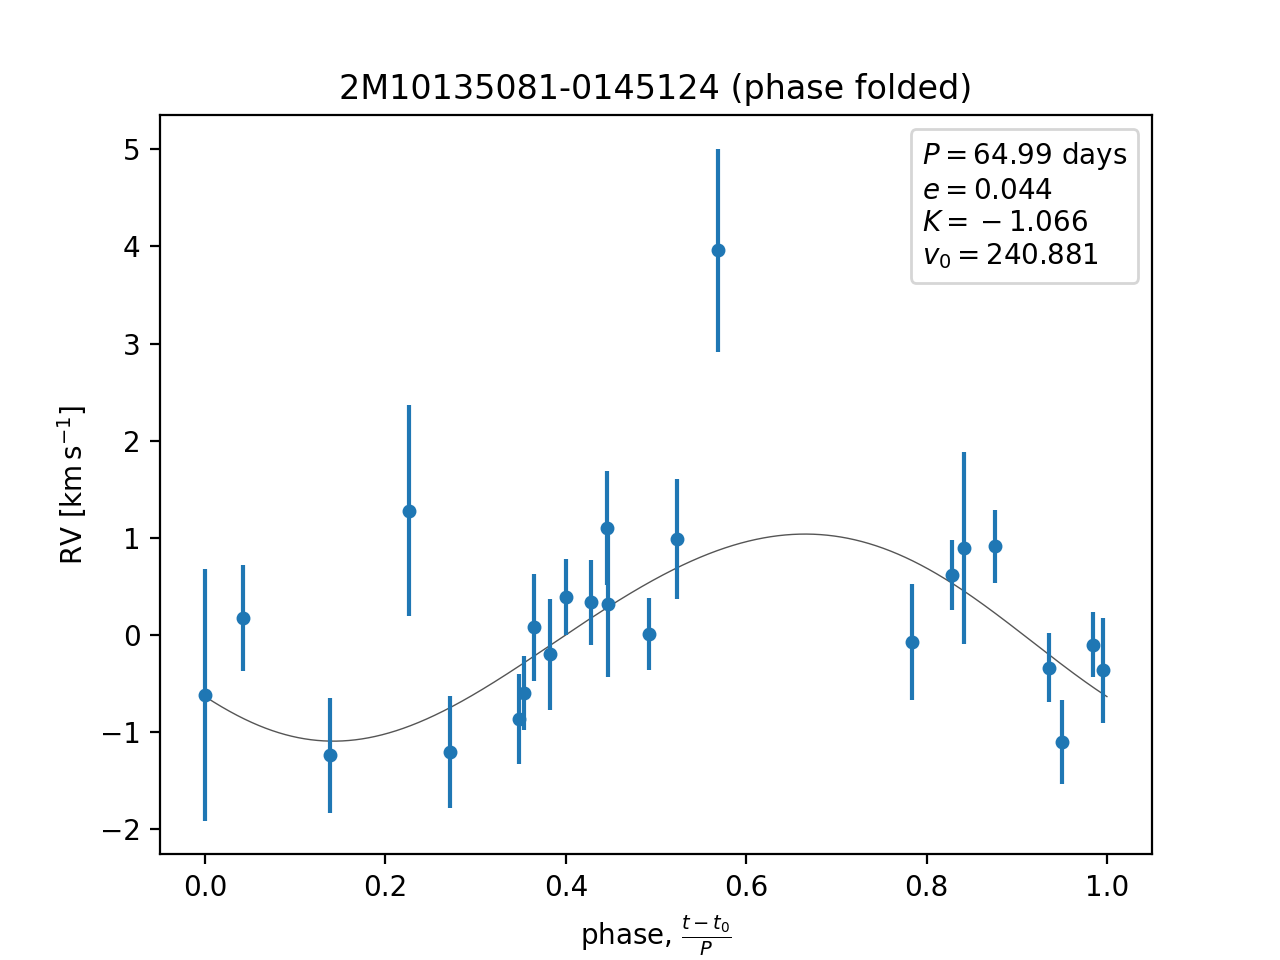 2M10135081-0145124 (phase folded)
P = 64.99 days
e = 0.044
K = −1.066
v₀ = 240.881
RV [km s⁻¹]
5
4
3
2
1
0
−1
−2
0.0 0.2 0.4 0.6 0.8 1.0
phase, (t − t₀)/P